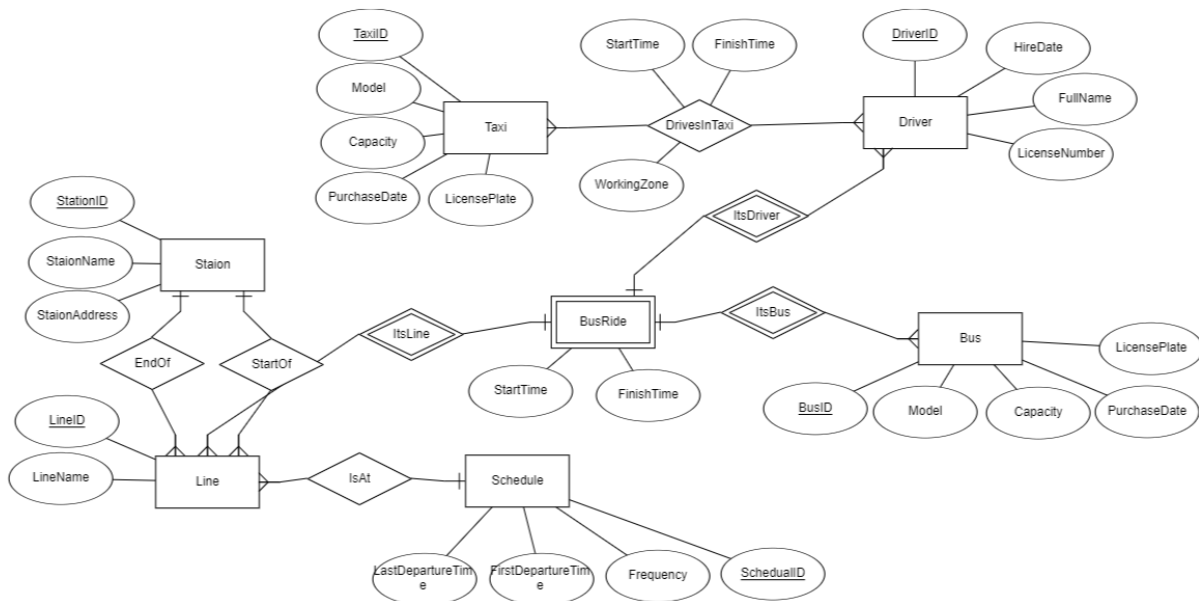 TaxiID
StartTime
FinishTime
DriverID
HireDate
Model
FullName
Taxi
DrivesInTaxi
Driver
Capacity
LicenseNumber
PurchaseDate
LicensePlate
WorkingZone
StationID
ItsDriver
StaionName
Staion
StaionAddress
ItsLine
BusRide
ItsBus
Bus
LicensePlate
EndOf
StartOf
StartTime
FinishTime
BusID
Model
Capacity
PurchaseDate
LineID
LineName
Line
IsAt
Schedule
LastDepartureTim
e
FirstDepartureTim
e
Frequency
SchedualID